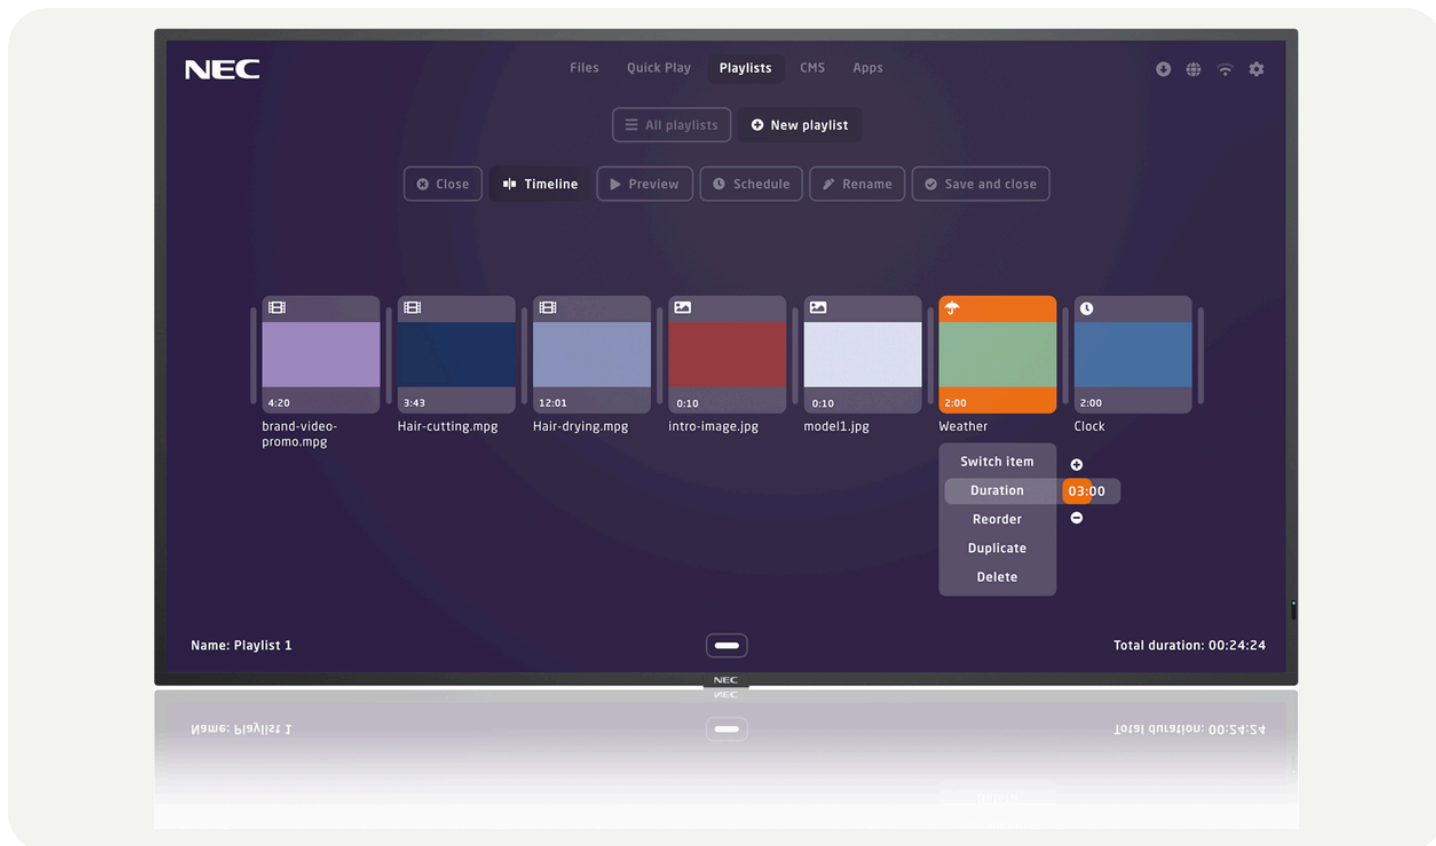 NEC
Files Quick Play Playlists CMS Apps
All playlists New playlist
Close Timeline Preview Schedule Rename Save and close
4:20 3:43 12:01 0:10 0:10 2:00 2:00
brand-video-promo.mpg Hair-cutting.mpg Hair-drying.mpg intro-image.jpg model1.jpg Weather Clock
Switch item
Duration 03:00
Reorder
Duplicate
Delete
Name: Playlist 1 Total duration: 00:24:24
NEC